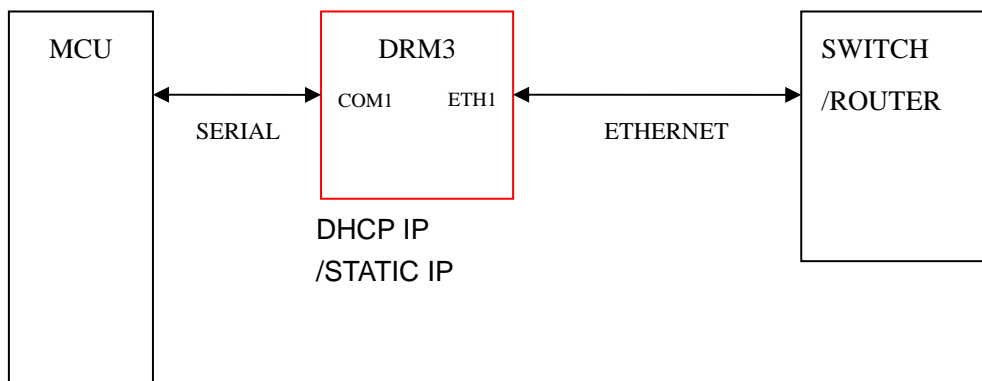 MCU
DRM3
SWITCH
/ROUTER
COM1
ETH1
SERIAL
ETHERNET
DHCP IP
/STATIC IP